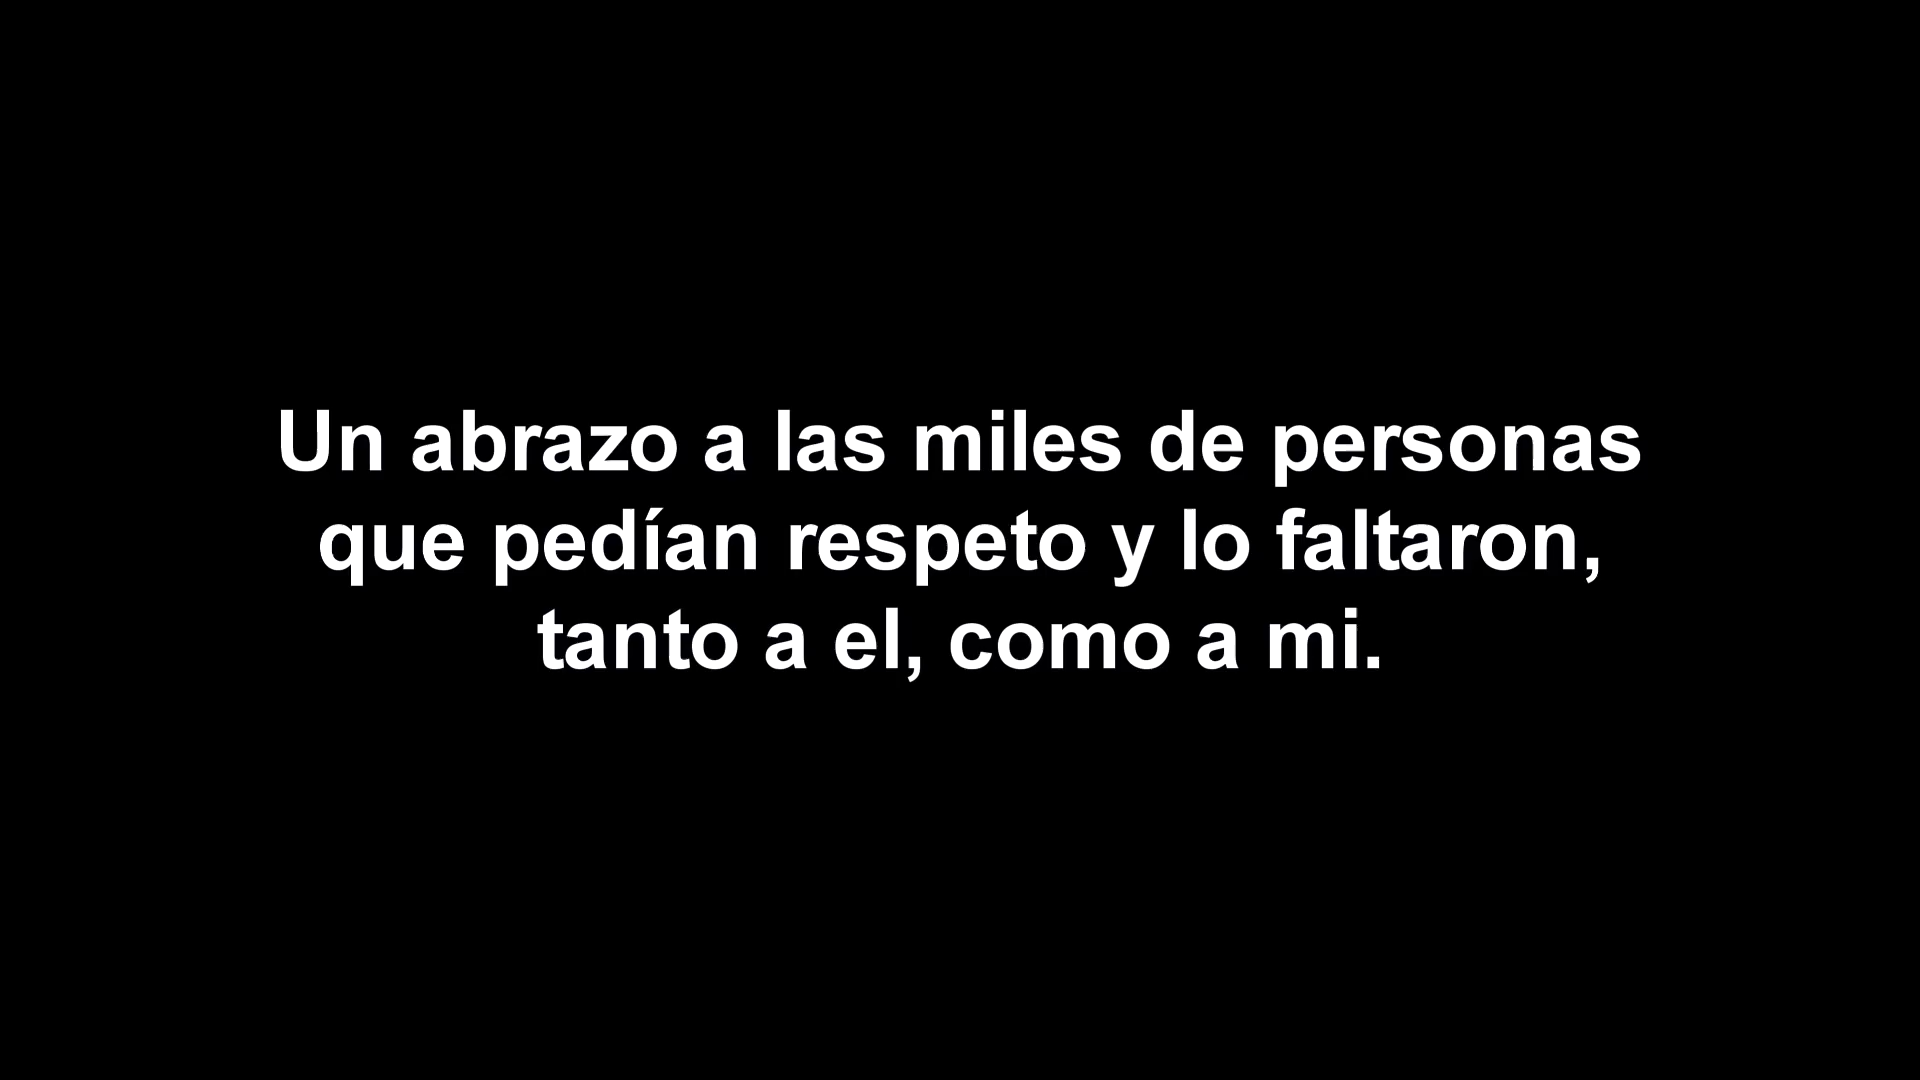 Un abrazo a las miles de personas
que pedían respeto y lo faltaron,
tanto a el, como a mi.